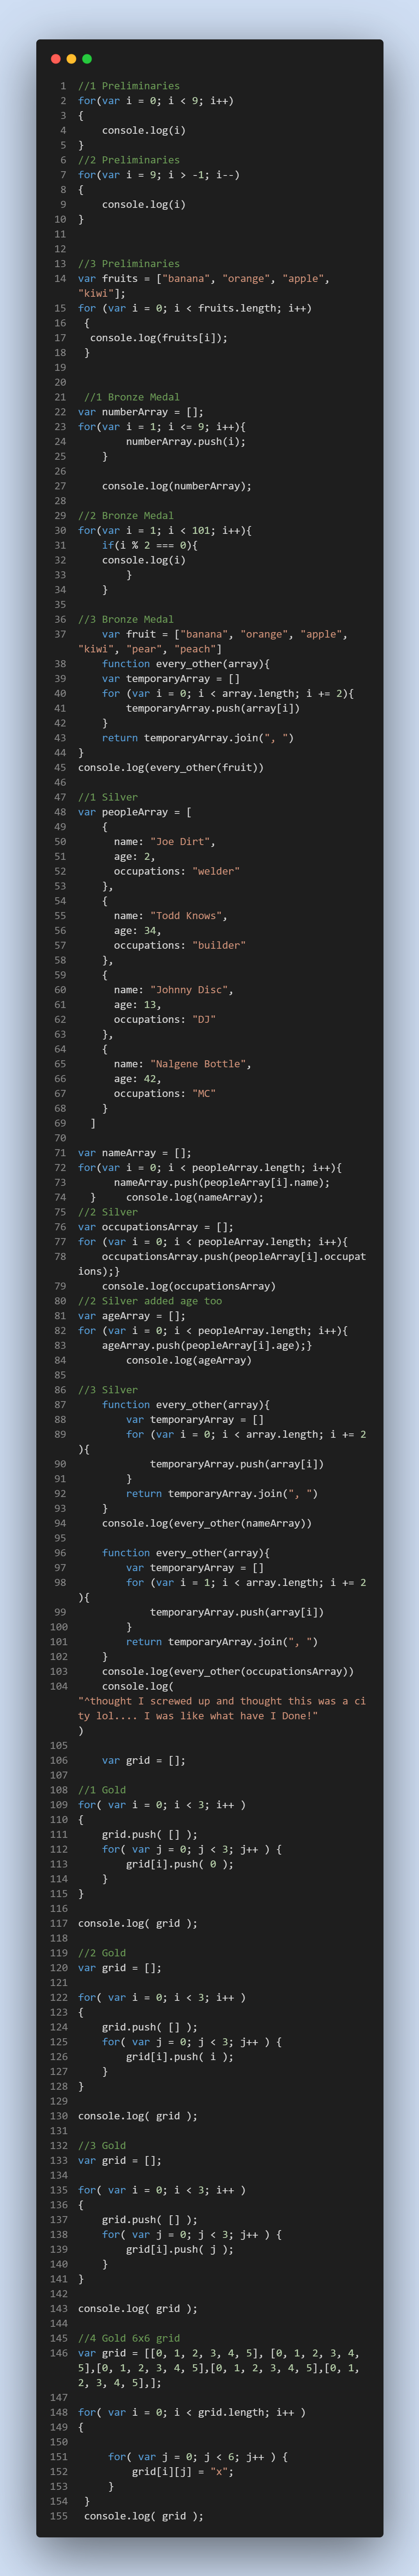 1 //1 Preliminaries
2 for(var i = 0; i < 9; i++)
3 {
4     console.log(i)
5 }
6 //2 Preliminaries
7 for(var i = 9; i > -1; i--)
8 {
9     console.log(i)
10 }
11
12
13 //3 Preliminaries
14 var fruits = ["banana", "orange", "apple",
"kiwi"];
15 for (var i = 0; i < fruits.length; i++)
16  {
17   console.log(fruits[i]);
18  }
19
20
21  //1 Bronze Medal
22 var numberArray = [];
23 for(var i = 1; i <= 9; i++){
24         numberArray.push(i);
25     }
26
27     console.log(numberArray);
28
29 //2 Bronze Medal
30 for(var i = 1; i < 101; i++){
31     if(i % 2 === 0){
32     console.log(i)
33         }
34     }
35
36 //3 Bronze Medal
37     var fruit = ["banana", "orange", "apple",
"kiwi", "pear", "peach"]
38     function every_other(array){
39     var temporaryArray = []
40     for (var i = 0; i < array.length; i += 2){
41         temporaryArray.push(array[i])
42     }
43     return temporaryArray.join(", ")
44 }
45 console.log(every_other(fruit))
46
47 //1 Silver
48 var peopleArray = [
49     {
50       name: "Joe Dirt",
51       age: 2,
52       occupations: "welder"
53     },
54     {
55       name: "Todd Knows",
56       age: 34,
57       occupations: "builder"
58     },
59     {
60       name: "Johnny Disc",
61       age: 13,
62       occupations: "DJ"
63     },
64     {
65       name: "Nalgene Bottle",
66       age: 42,
67       occupations: "MC"
68     }
69   ]
70
71 var nameArray = [];
72 for(var i = 0; i < peopleArray.length; i++){
73       nameArray.push(peopleArray[i].name);
74   }     console.log(nameArray);
75 //2 Silver
76 var occupationsArray = [];
77 for (var i = 0; i < peopleArray.length; i++){
78     occupationsArray.push(peopleArray[i].occupat
ions);}
79     console.log(occupationsArray)
80 //2 Silver added age too
81 var ageArray = [];
82 for (var i = 0; i < peopleArray.length; i++){
83     ageArray.push(peopleArray[i].age);}
84         console.log(ageArray)
85
86 //3 Silver
87     function every_other(array){
88         var temporaryArray = []
89         for (var i = 0; i < array.length; i += 2
){
90             temporaryArray.push(array[i])
91         }
92         return temporaryArray.join(", ")
93     }
94     console.log(every_other(nameArray))
95
96     function every_other(array){
97         var temporaryArray = []
98         for (var i = 1; i < array.length; i += 2
){
99             temporaryArray.push(array[i])
100         }
101         return temporaryArray.join(", ")
102     }
103     console.log(every_other(occupationsArray))
104     console.log(
"^thought I screwed up and thought this was a ci
ty lol.... I was like what have I Done!"
)
105
106     var grid = [];
107
108 //1 Gold
109 for( var i = 0; i < 3; i++ )
110 {
111     grid.push( [] );
112     for( var j = 0; j < 3; j++ ) {
113         grid[i].push( 0 );
114     }
115 }
116
117 console.log( grid );
118
119 //2 Gold
120 var grid = [];
121
122 for( var i = 0; i < 3; i++ )
123 {
124     grid.push( [] );
125     for( var j = 0; j < 3; j++ ) {
126         grid[i].push( i );
127     }
128 }
129
130 console.log( grid );
131
132 //3 Gold
133 var grid = [];
134
135 for( var i = 0; i < 3; i++ )
136 {
137     grid.push( [] );
138     for( var j = 0; j < 3; j++ ) {
139         grid[i].push( j );
140     }
141 }
142
143 console.log( grid );
144
145 //4 Gold 6x6 grid
146 var grid = [[0, 1, 2, 3, 4, 5], [0, 1, 2, 3, 4,
5],[0, 1, 2, 3, 4, 5],[0, 1, 2, 3, 4, 5],[0, 1,
2, 3, 4, 5],];
147
148 for( var i = 0; i < grid.length; i++ )
149 {
150
151      for( var j = 0; j < 6; j++ ) {
152          grid[i][j] = "x";
153      }
154  }
155  console.log( grid );